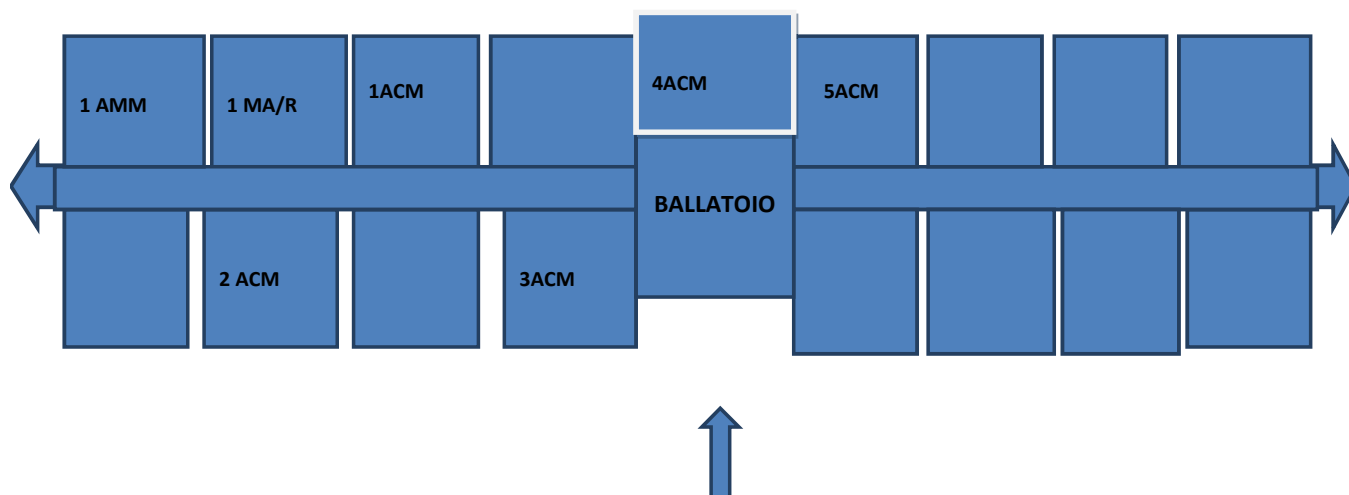 1 AMM
1 MA/R
1ACM
4ACM
5ACM
BALLATOIO
2 ACM
3ACM